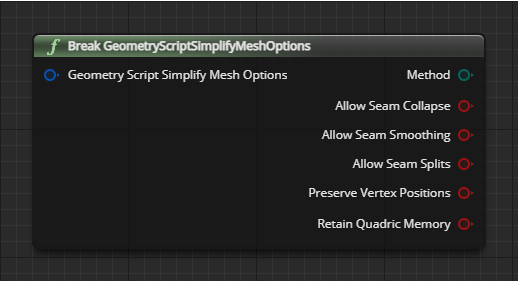 f Break GeometryScriptSimplifyMeshOptions
Geometry Script Simplify Mesh Options Method
Allow Seam Collapse
Allow Seam Smoothing
Allow Seam Splits
Preserve Vertex Positions
Retain Quadric Memory